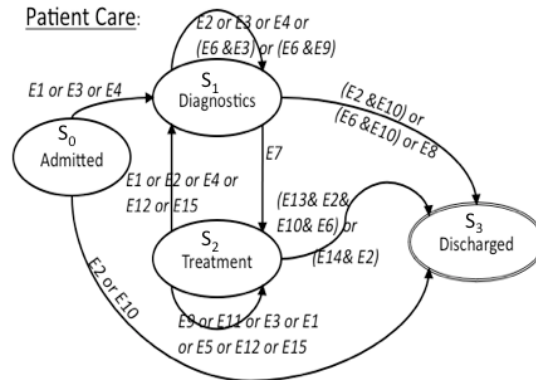 Patient Care:
E2 or E3 or E4 or
(E6 &E3) or (E6 &E9)
E1 or E3 or E4
S1
Diagnostics
(E2 &E10) or
(E6 &E10) or E8
S0
Admitted
E7
E1 or E2 or E4 or
E12 or E15
(E13& E2&
E10& E6) or
(E14& E2)
S2
Treatment
S3
Discharged
E2 or E10
E9 or E11 or E3 or E1
or E5 or E12 or E15